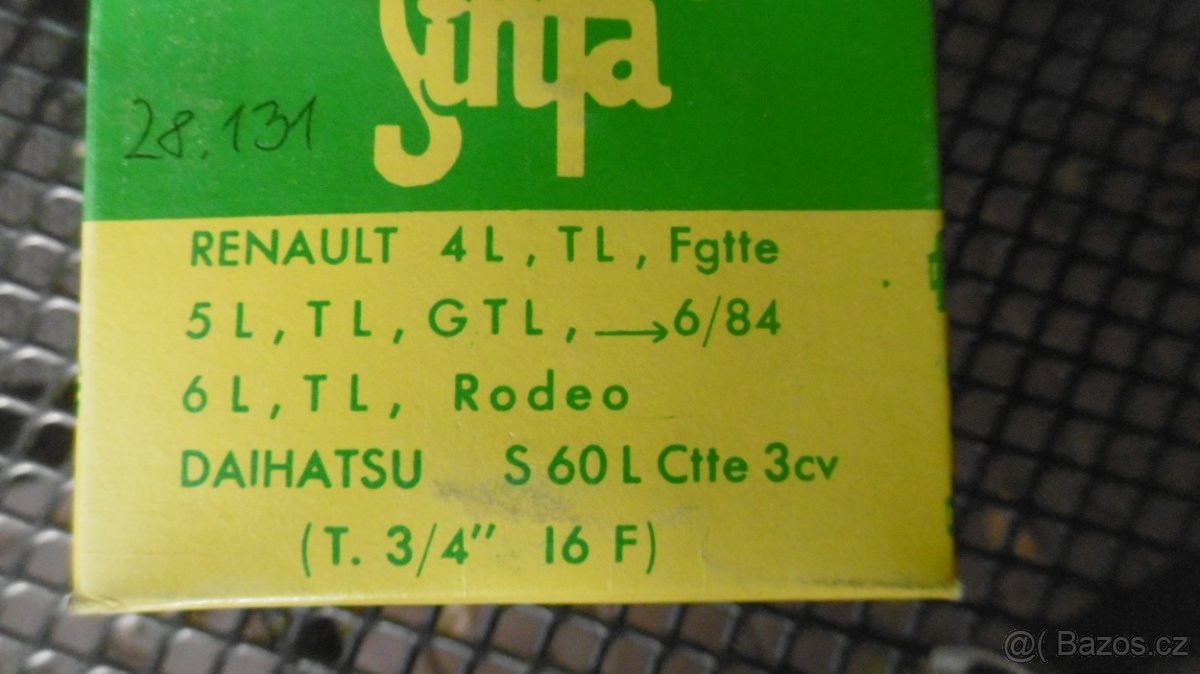 28.131
RENAULT 4 L , T L , Fgtte
5 L , T L , G T L , → 6/84
6 L , T L , Rodeo
DAIHATSU S 60 L Ctte 3cv
(T. 3/4" 16 F)
@( Bazos.cz